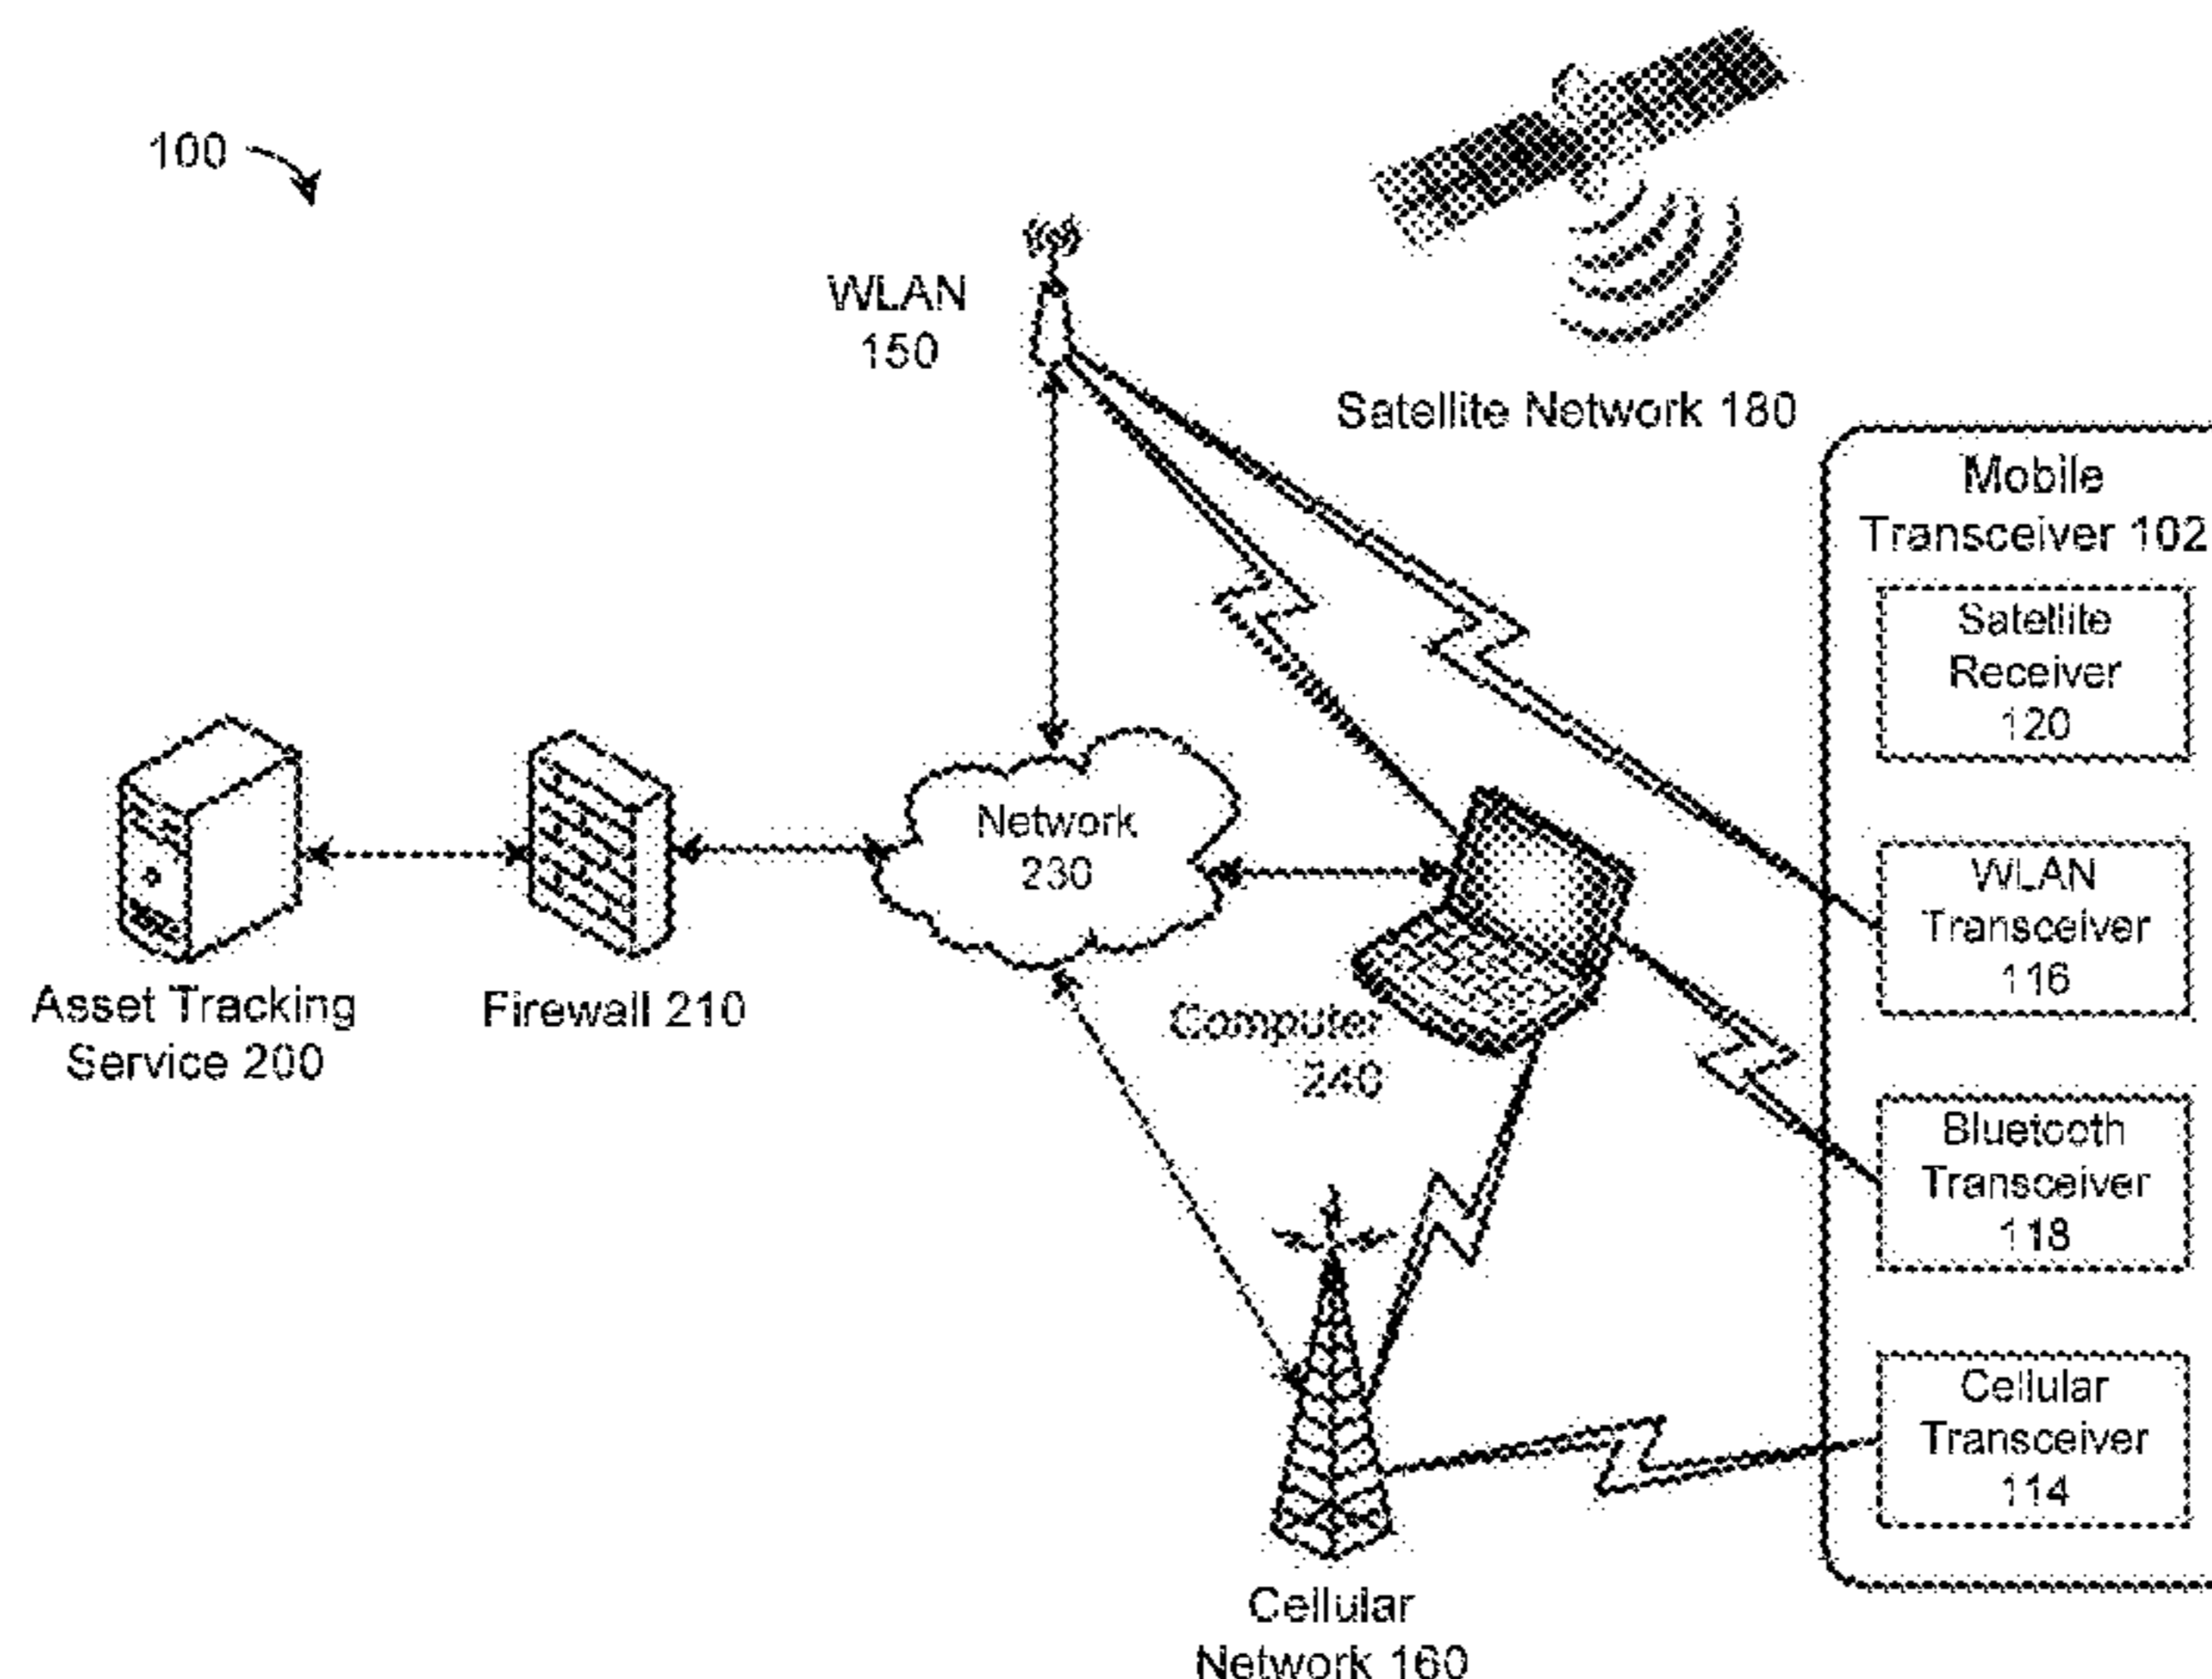 100
WLAN
150
Satellite Network 180
Mobile
Transceiver 102
Satellite
Receiver
120
WLAN
Transceiver
116
Bluetooth
Transceiver
118
Cellular
Transceiver
114
Network
230
Asset Tracking
Service 200
Firewall 210
Computer
240
Cellular
Network 160